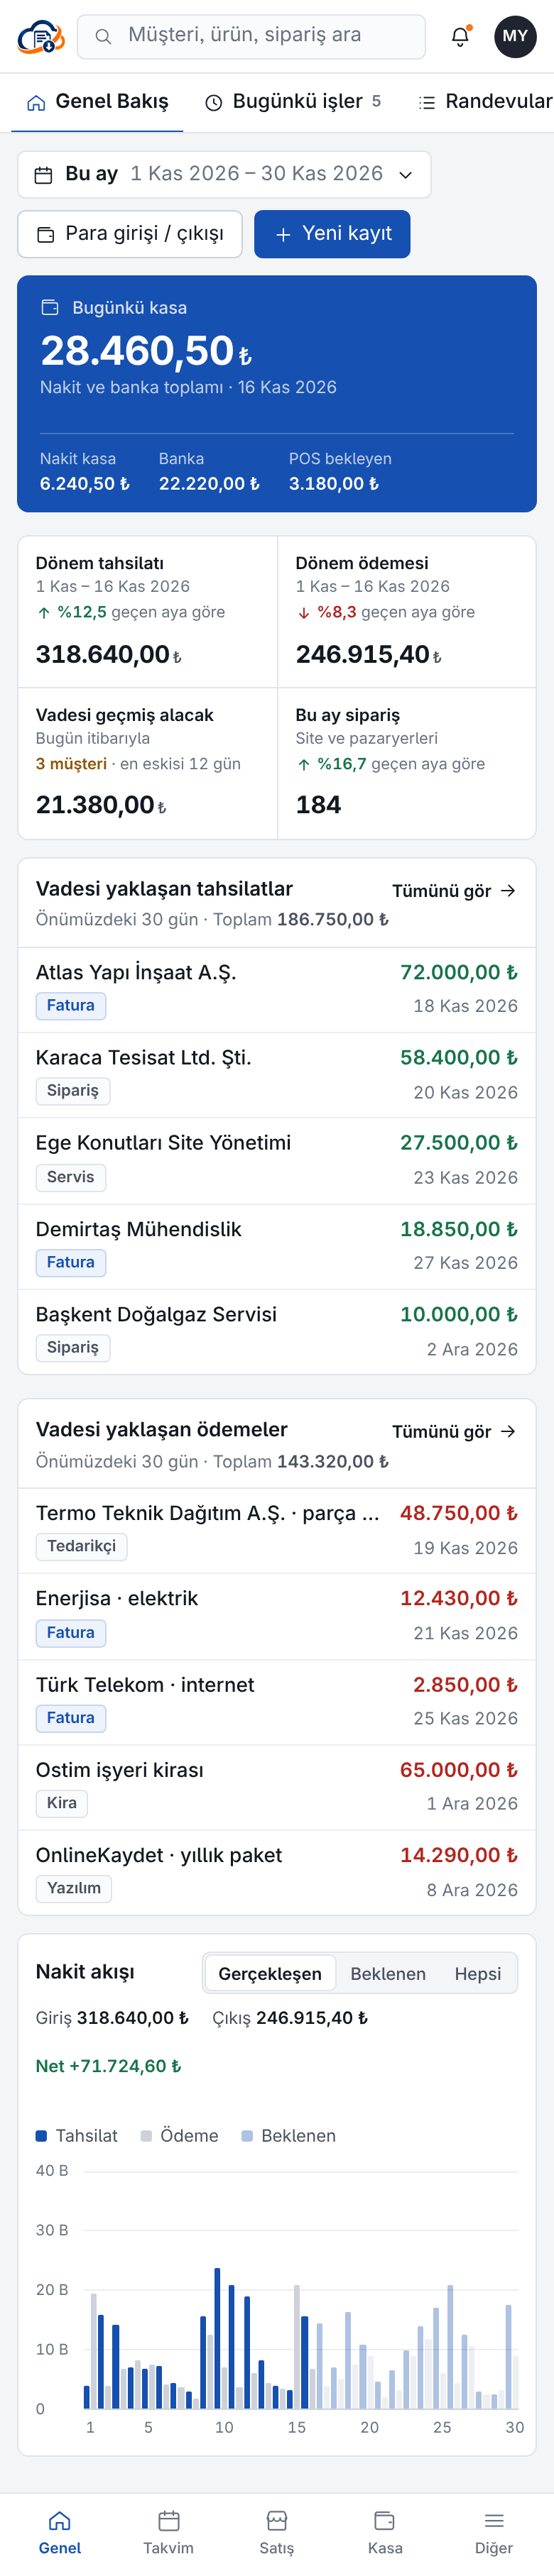 Müşteri, ürün, sipariş ara
MY
Genel Bakış
Bugünkü işler 5
Randevular
Bu ay 1 Kas 2026 – 30 Kas 2026
Para girişi / çıkışı
Yeni kayıt
Bugünkü kasa
28.460,50 ₺
Nakit ve banka toplamı · 16 Kas 2026
Nakit kasa
6.240,50 ₺
Banka
22.220,00 ₺
POS bekleyen
3.180,00 ₺
Dönem tahsilatı
1 Kas – 16 Kas 2026
↑ %12,5 geçen aya göre
318.640,00 ₺
Dönem ödemesi
1 Kas – 16 Kas 2026
↓ %8,3 geçen aya göre
246.915,40 ₺
Vadesi geçmiş alacak
Bugün itibarıyla
3 müşteri · en eskisi 12 gün
21.380,00 ₺
Bu ay sipariş
Site ve pazaryerleri
↑ %16,7 geçen aya göre
184
Vadesi yaklaşan tahsilatlar
Tümünü gör →
Önümüzdeki 30 gün · Toplam 186.750,00 ₺
Atlas Yapı İnşaat A.Ş.
72.000,00 ₺
Fatura
18 Kas 2026
Karaca Tesisat Ltd. Şti.
58.400,00 ₺
Sipariş
20 Kas 2026
Ege Konutları Site Yönetimi
27.500,00 ₺
Servis
23 Kas 2026
Demirtaş Mühendislik
18.850,00 ₺
Fatura
27 Kas 2026
Başkent Doğalgaz Servisi
10.000,00 ₺
Sipariş
2 Ara 2026
Vadesi yaklaşan ödemeler
Tümünü gör →
Önümüzdeki 30 gün · Toplam 143.320,00 ₺
Termo Teknik Dağıtım A.Ş. · parça ...
48.750,00 ₺
Tedarikçi
19 Kas 2026
Enerjisa · elektrik
12.430,00 ₺
Fatura
21 Kas 2026
Türk Telekom · internet
2.850,00 ₺
Fatura
25 Kas 2026
Ostim işyeri kirası
65.000,00 ₺
Kira
1 Ara 2026
OnlineKaydet · yıllık paket
14.290,00 ₺
Yazılım
8 Ara 2026
Nakit akışı
Gerçekleşen
Beklenen
Hepsi
Giriş 318.640,00 ₺ Çıkış 246.915,40 ₺
Net +71.724,60 ₺
Tahsilat
Ödeme
Beklenen
40 B
30 B
20 B
10 B
0
1 5 10 15 20 25 30
Genel
Takvim
Satış
Kasa
Diğer